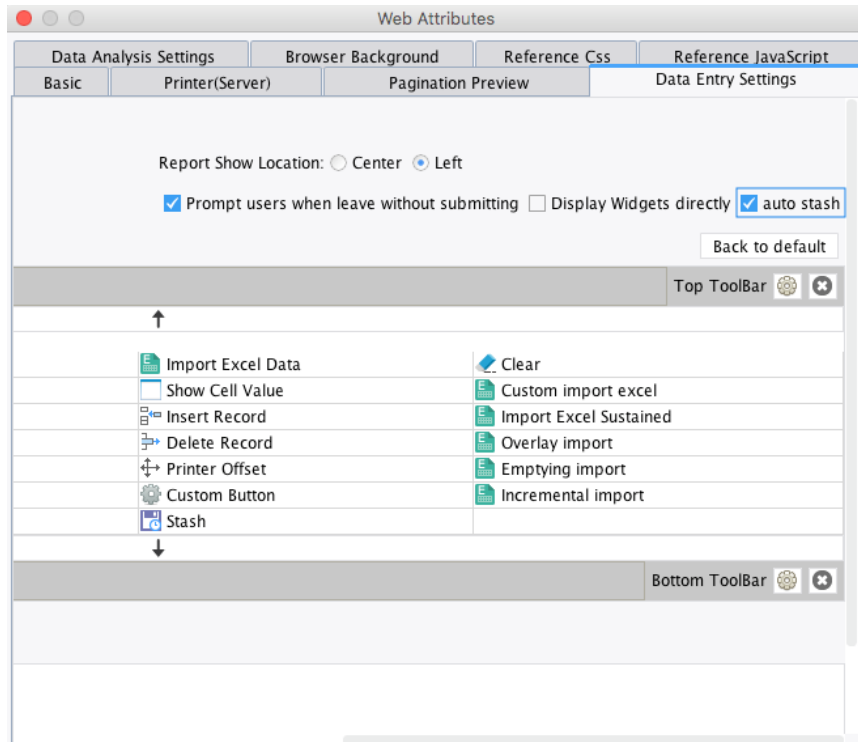 Web Attributes
Data Analysis Settings Browser Background Reference Css Reference JavaScript
Basic Printer(Server) Pagination Preview Data Entry Settings
Report Show Location: Center Left
Prompt users when leave without submitting Display Widgets directly auto stash
Back to default
Top ToolBar
Import Excel Data Clear
Show Cell Value Custom import excel
Insert Record Import Excel Sustained
Delete Record Overlay import
Printer Offset Emptying import
Custom Button Incremental import
Stash
Bottom ToolBar